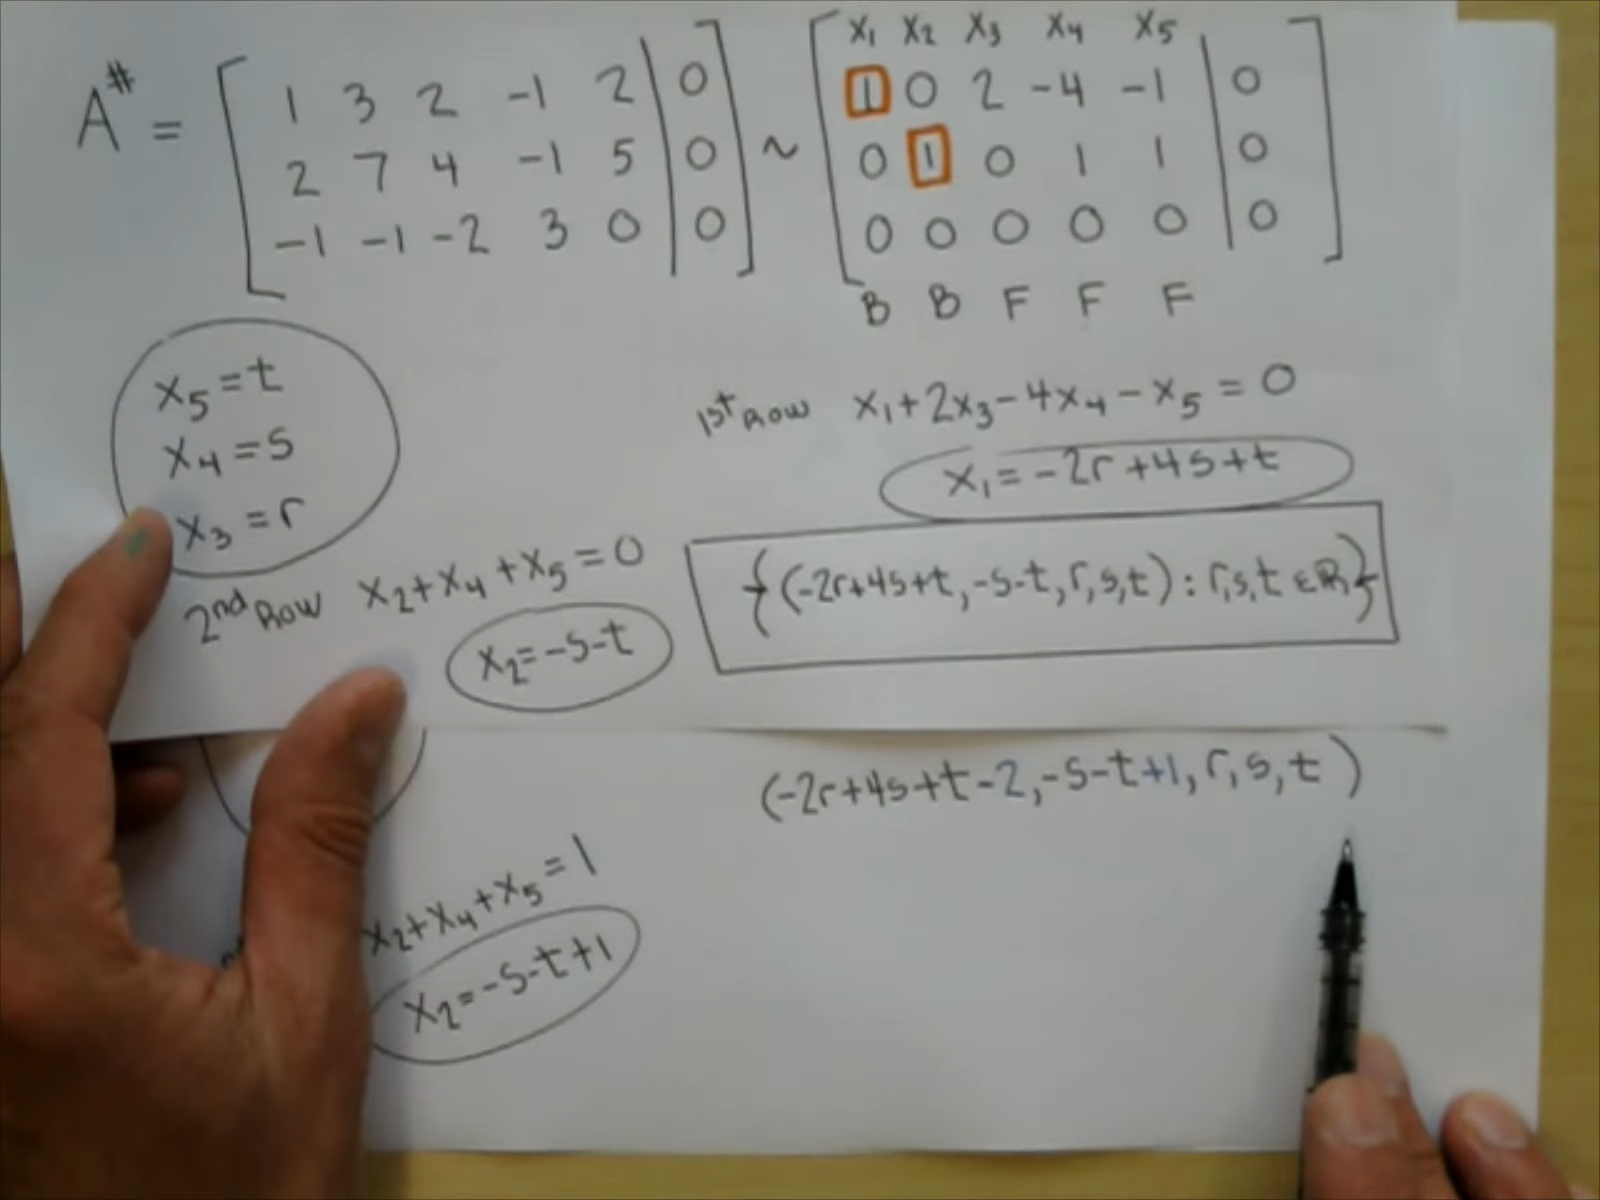 x₁ x₂ x₃ x₄ x₅
A# = [ 1 3 2 -1 2 | 0 ] ~ [ 1 0 2 -4 -1 | 0 ]
2 7 4 -1 5 | 0 0 1 0 1 1 | 0
-1 -1 -2 3 0 | 0 0 0 0 0 0 | 0
B B F F F
x₅ = t
x₄ = s
x₃ = r
1st Row x₁ + 2x₃ - 4x₄ - x₅ = 0
x₁ = -2r + 4s + t
2nd Row x₂ + x₄ + x₅ = 0
x₂ = -s-t
{(-2r+4s+t, -s-t, r, s, t) : r, s, t ∈ ℝ}
(-2r+4s+t-2, -s-t+1, r, s, t)
x₂ + x₄ + x₅ = 1
x₂ = -s-t+1